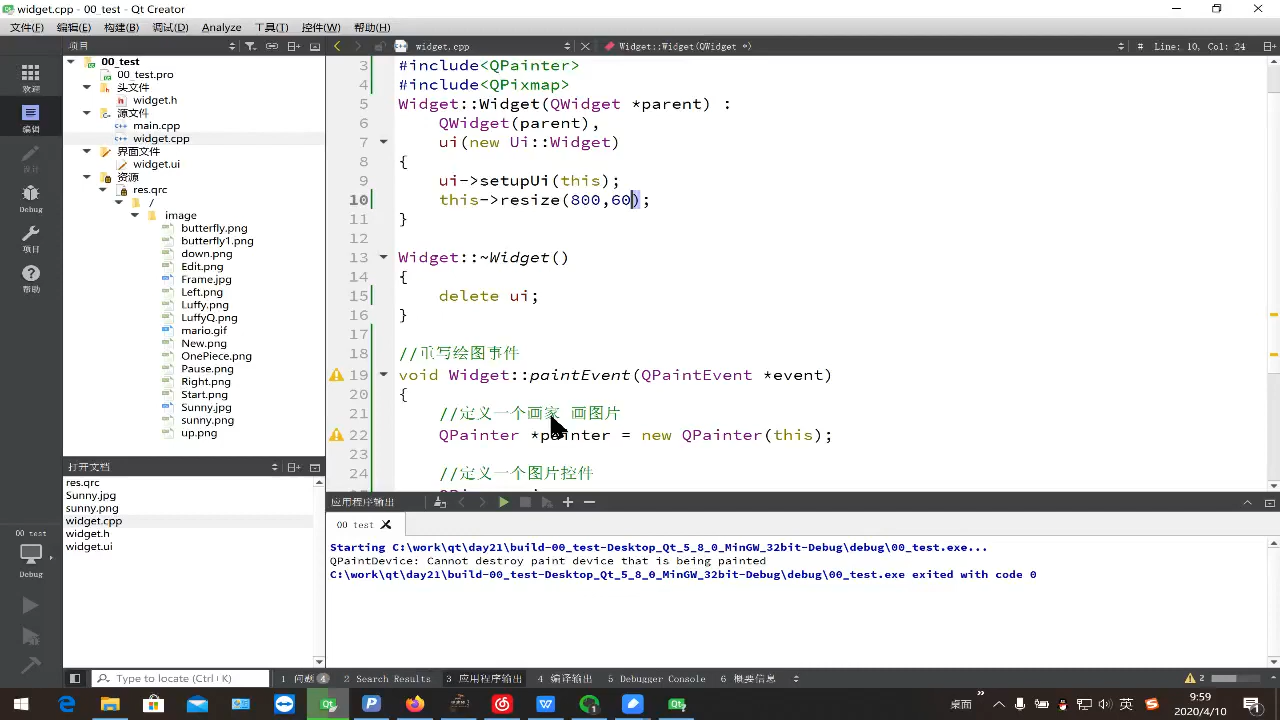 widget.cpp - 00_test - Qt Creator
文件(F) 编辑(E) 构建(B) 调试(D) Analyze 工具(T) 控件(W) 帮助(H)
项目
widget.cpp
Widget::Widget(QWidget *)
# Line: 10, Col: 24
欢迎
编辑
设计
Debug
项目
帮助
00_test
00_test.pro
头文件
widget.h
源文件
main.cpp
widget.cpp
界面文件
widget.ui
资源
res.qrc
/
image
butterfly.png
butterfly1.png
down.png
Edit.png
Frame.jpg
Left.png
Luffy.png
LuffyQ.png
mario.gif
New.png
OnePiece.png
Pause.png
Right.png
Start.png
Sunny.jpg
sunny.png
up.png
3 #include<QPainter>
4 #include<QPixmap>
5 Widget::Widget(QWidget *parent) :
6 QWidget(parent),
7 ui(new Ui::Widget)
8 {
9 ui->setupUi(this);
10 this->resize(800,60);
11 }
12
13 Widget::~Widget()
14 {
15 delete ui;
16 }
17
18 //重写绘图事件
19 void Widget::paintEvent(QPaintEvent *event)
20 {
21 //定义一个画家 画图片
22 QPainter *painter = new QPainter(this);
23
24 //定义一个图片控件
打开文档
res.qrc
Sunny.jpg
sunny.png
widget.cpp
widget.h
widget.ui
00 test
Debug
应用程序输出
00 test
Starting C:\work\qt\day21\build-00_test-Desktop_Qt_5_8_0_MinGW_32bit-Debug\debug\00_test.exe...
QPaintDevice: Cannot destroy paint device that is being painted
C:\work\qt\day21\build-00_test-Desktop_Qt_5_8_0_MinGW_32bit-Debug\debug\00_test.exe exited with code 0
Type to locate (Ctrl+K)
1 问题 4 2 Search Results 3 应用程序输出 4 编译输出 5 Debugger Console 6 概要信息
2
桌面
英
9:59
2020/4/10